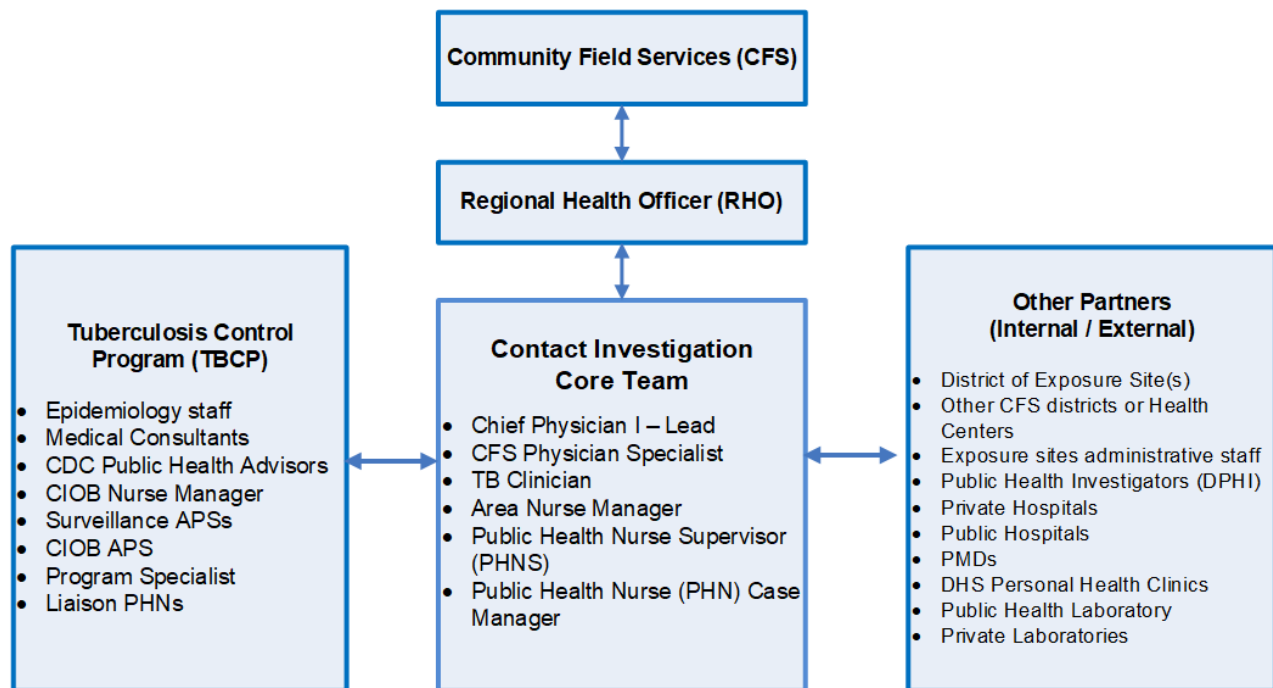 Community Field Services (CFS)
Regional Health Officer (RHO)
Tuberculosis Control
Program (TBCP)
• Epidemiology staff
• Medical Consultants
• CDC Public Health Advisors
• CIOB Nurse Manager
• Surveillance APSs
• CIOB APS
• Program Specialist
• Liaison PHNs
Contact Investigation
Core Team
• Chief Physician I – Lead
• CFS Physician Specialist
• TB Clinician
• Area Nurse Manager
• Public Health Nurse Supervisor
(PHNS)
• Public Health Nurse (PHN) Case
Manager
Other Partners
(Internal / External)
• District of Exposure Site(s)
• Other CFS districts or Health
Centers
• Exposure sites administrative staff
• Public Health Investigators (DPHI)
• Private Hospitals
• Public Hospitals
• PMDs
• DHS Personal Health Clinics
• Public Health Laboratory
• Private Laboratories